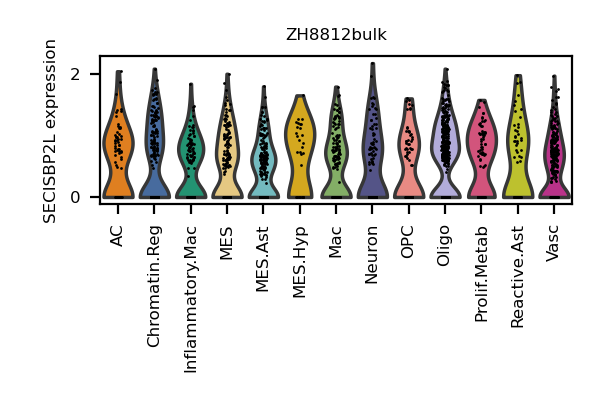 ZH8812bulk
SECISBP2L expression
2
0
AC
Chromatin.Reg
Inflammatory.Mac
MES
MES.Ast
MES.Hyp
Mac
Neuron
OPC
Oligo
Prolif.Metab
Reactive.Ast
Vasc